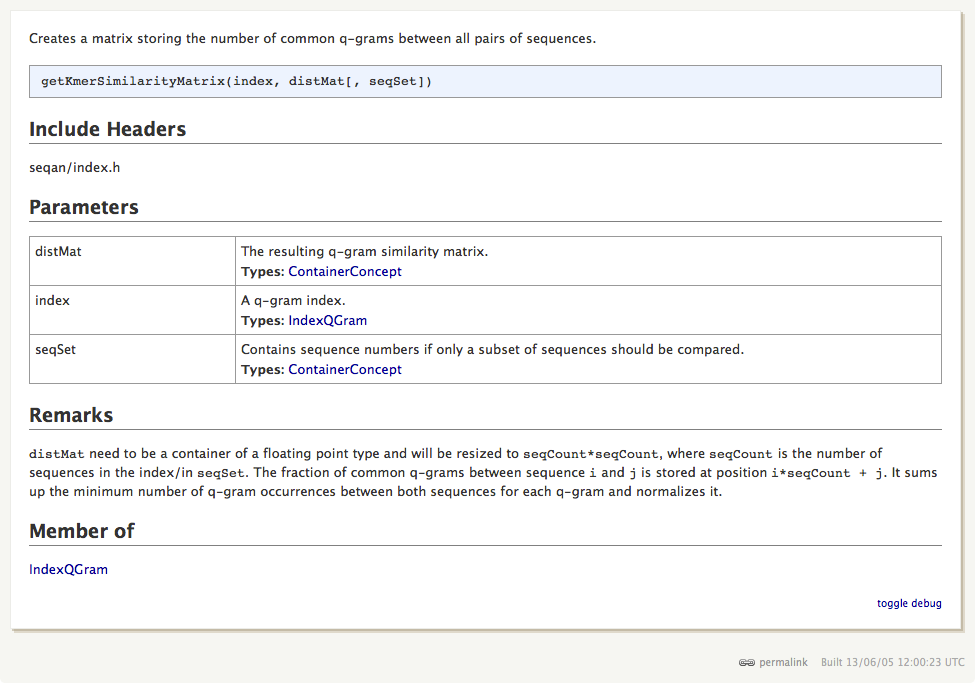 Creates a matrix storing the number of common q-grams between all pairs of sequences.
getKmerSimilarityMatrix(index, distMat[, seqSet])
Include Headers
seqan/index.h
Parameters
distMat
The resulting q-gram similarity matrix.
Types: ContainerConcept
index
A q-gram index.
Types: IndexQGram
seqSet
Contains sequence numbers if only a subset of sequences should be compared.
Types: ContainerConcept
Remarks
distMat need to be a container of a floating point type and will be resized to seqCount*seqCount, where seqCount is the number of
sequences in the index/in seqSet. The fraction of common q-grams between sequence i and j is stored at position i*seqCount + j. It sums
up the minimum number of q-gram occurrences between both sequences for each q-gram and normalizes it.
Member of
IndexQGram
toggle debug
permalink Built 13/06/05 12:00:23 UTC